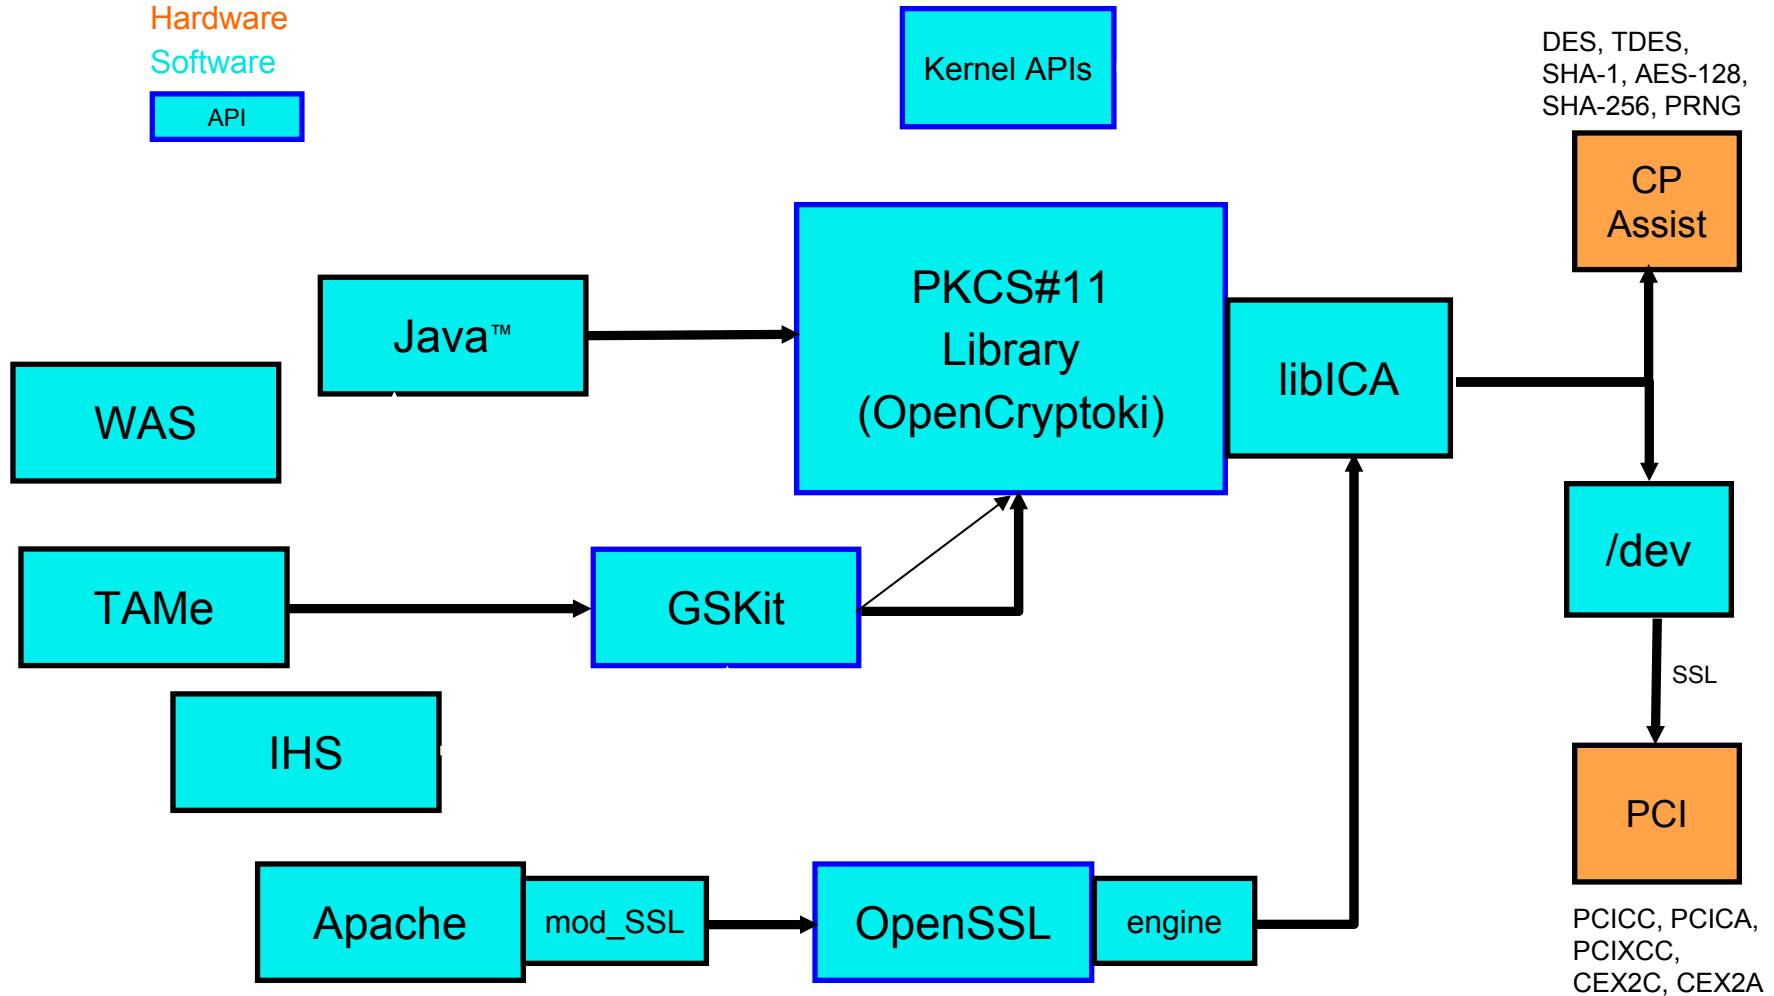 Hardware
Software
API
Kernel APIs
DES, TDES,
SHA-1, AES-128,
SHA-256, PRNG
CP
Assist
PKCS#11
Library
(OpenCryptoki)
Java™
libICA
WAS
/dev
TAMe
GSKit
SSL
IHS
PCI
Apache
mod_SSL
OpenSSL
engine
PCICC, PCICA,
PCIXCC,
CEX2C, CEX2A